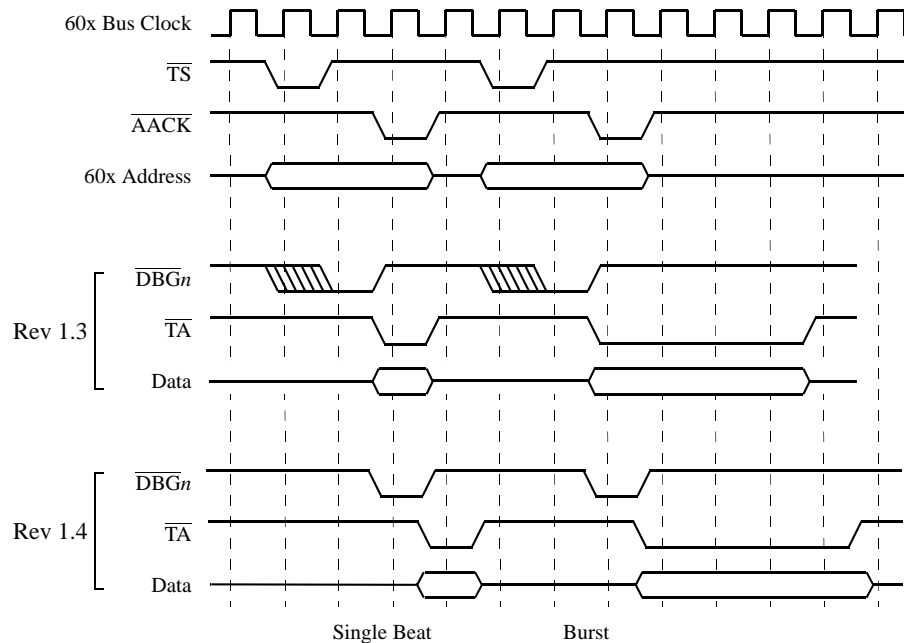 60x Bus Clock
TS
AACK
60x Address
Rev 1.3
DBGn
TA
Data
Rev 1.4
DBGn
TA
Data
Single Beat Burst